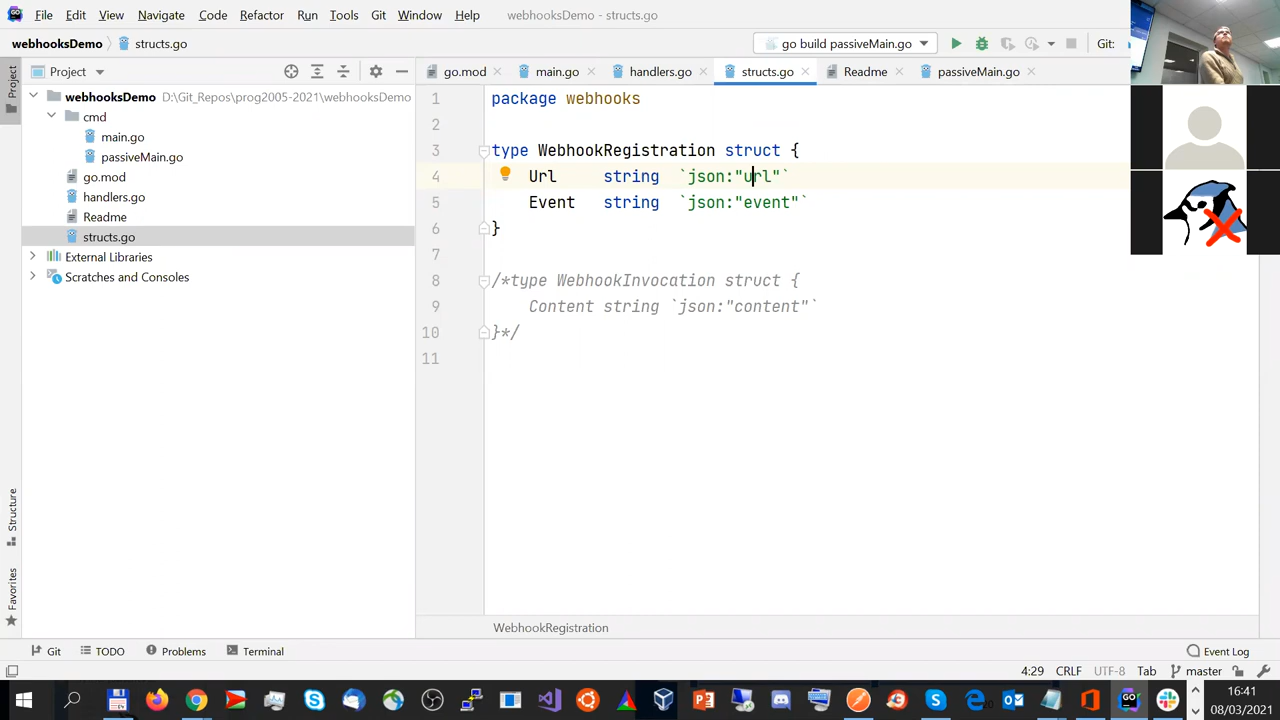 File Edit View Navigate Code Refactor Run Tools Git Window Help webhooksDemo - structs.go
webhooksDemo structs.go go build passiveMain.go Git:
Project go.mod main.go handlers.go structs.go Readme passiveMain.go
Project
webhooksDemo D:\Git_Repos\prog2005-2021\webhooksDemo
cmd
main.go
passiveMain.go
go.mod
handlers.go
Readme
structs.go
External Libraries
Scratches and Consoles
Structure
Favorites
1 package webhooks
2
3 type WebhookRegistration struct {
4 Url string `json:"url"`
5 Event string `json:"event"`
6 }
7
8 /*type WebhookInvocation struct {
9 Content string `json:"content"`
10 }*/
11
WebhookRegistration
Git TODO Problems Terminal Event Log
4:29 CRLF UTF-8 Tab master
16:41
08/03/2021